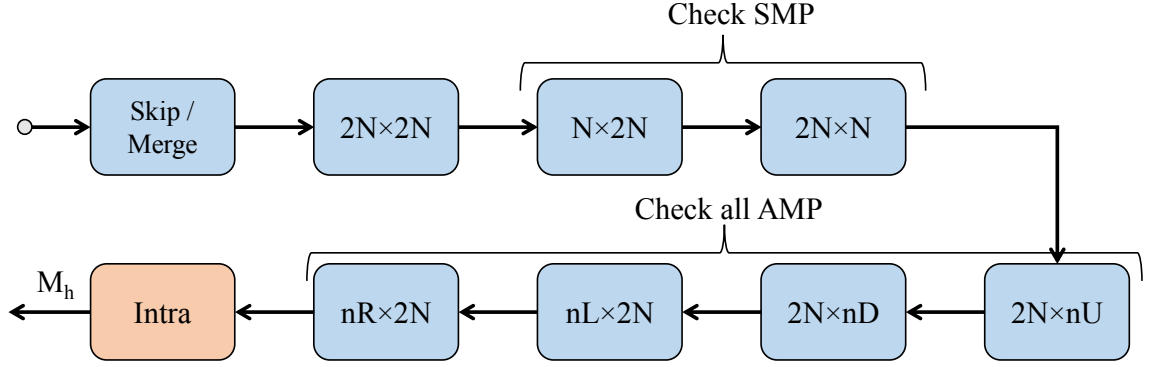 Check SMP
Skip /
Merge
2N×2N
N×2N
2N×N
Check all AMP
2N×nU
2N×nD
nL×2N
nR×2N
Intra
M_h